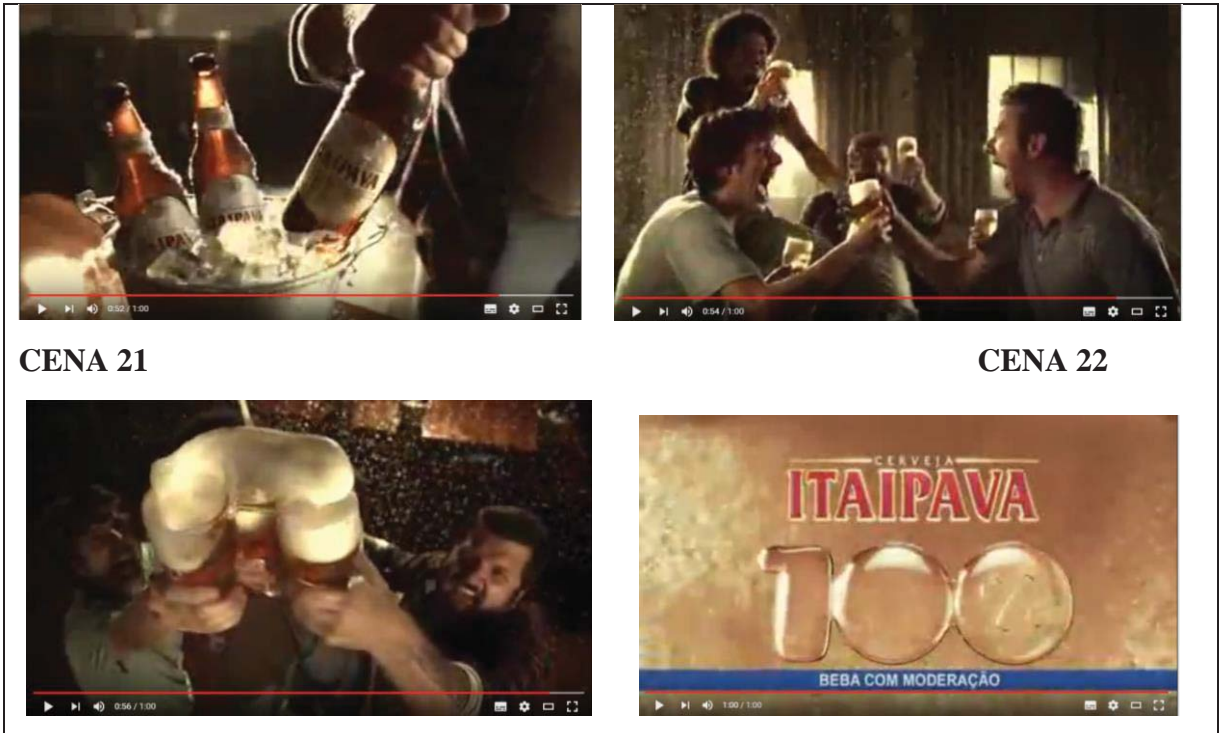 ITAIPAVA
ITAIPAVA
ITAIPAVA
0:52 / 1:00
0:54 / 1:00
CENA 21
CENA 22
0:56 / 1:00
CERVEJA
ITAIPAVA
100%
BEBA COM MODERAÇÃO
1:00 / 1:00